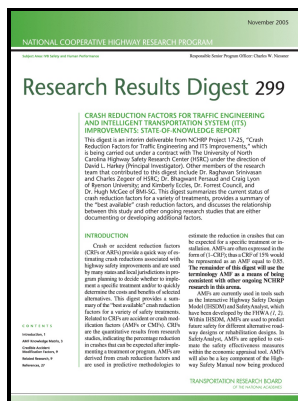 November 2005
NATIONAL COOPERATIVE HIGHWAY RESEARCH PROGRAM
Responsible Senior Program Officer: Charles W. Niessner
Research Results Digest 299
CRASH REDUCTION FACTORS FOR TRAFFIC ENGINEERING
AND INTELLIGENT TRANSPORTATION SYSTEM (ITS)
IMPROVEMENTS: STATE-OF-KNOWLEDGE REPORT
This digest is an interim deliverable from NCHRP Project 17-25, "Crash
Reduction Factors for Traffic Engineering and ITS Improvements," which
is being carried out under a contract with The University of North
Carolina Highway Safety Research Center (HSRC) under the direction of
David L. Harkey (Principal Investigator). Other members of the research
team that contributed to this digest include Dr. Raghavan Srinivasan
and Charles Zegeer of HSRC; Dr. Bhagwant Persaud and Craig Lyon
of Ryerson University; and Kimberly Eccles, Dr. Forrest Council, and
Dr. Hugh McGee of BMI-SG. This digest summarizes the current status of
crash reduction factors for a variety of treatments, provides a summary of
the "best available" crash reduction factors, and discusses the relationship
between this study and other ongoing research studies that are either
documenting or developing additional factors.
INTRODUCTION
Crash or accident reduction factors
(CRFs or ARFs) provide a quick way of es-
timating crash reductions associated with
highway safety improvements and are used
by many states and local jurisdictions in pro-
gram planning to decide whether to imple-
ment a specific treatment and/or to quickly
determine the costs and benefits of selected
alternatives. This digest provides a sum-
mary of the "best available" crash reduction
factors for a variety of safety treatments.
Related to CRFs are accident or crash mod-
ification factors (AMFs or CMFs). CRFs
are the quantitative results from research
studies, indicating the percentage reduction
in crashes that can be expected after imple-
menting a treatment or program. AMFs are
derived from crash reduction factors and
are used in predictive methodologies to
estimate the reduction in crashes that can
be expected for a specific treatment or in-
stallation. AMFs are often expressed in the
form of (1-CRF); thus a CRF of 15% would
be represented as an AMF equal to 0.85.
The remainder of this digest will use the
terminology AMF as a means of being
consistent with other ongoing NCHRP
research in this arena.
AMFs are currently used in tools such
as the Interactive Highway Safety Design
Model (IHSDM) and SafetyAnalyst, which
have been developed by the FHWA (1, 2).
Within IHSDM, AMFs are used to predict
future safety for different alternative road-
way designs or rehabilitation designs. In
SafetyAnalyst, AMFs are applied to esti-
mate the safety effectiveness measures
within the economic appraisal tool. AMFs
will also be a key component of the High-
way Safety Manual now being produced
CONTENTS
Introduction, 1
AMF Knowledge Matrix, 3
Credible Accident
Modification Factors, 9
Related Research, 9
References, 27
TRANSPORTATION RESEARCH BOARD
OF THE NATIONAL ACADEMIES